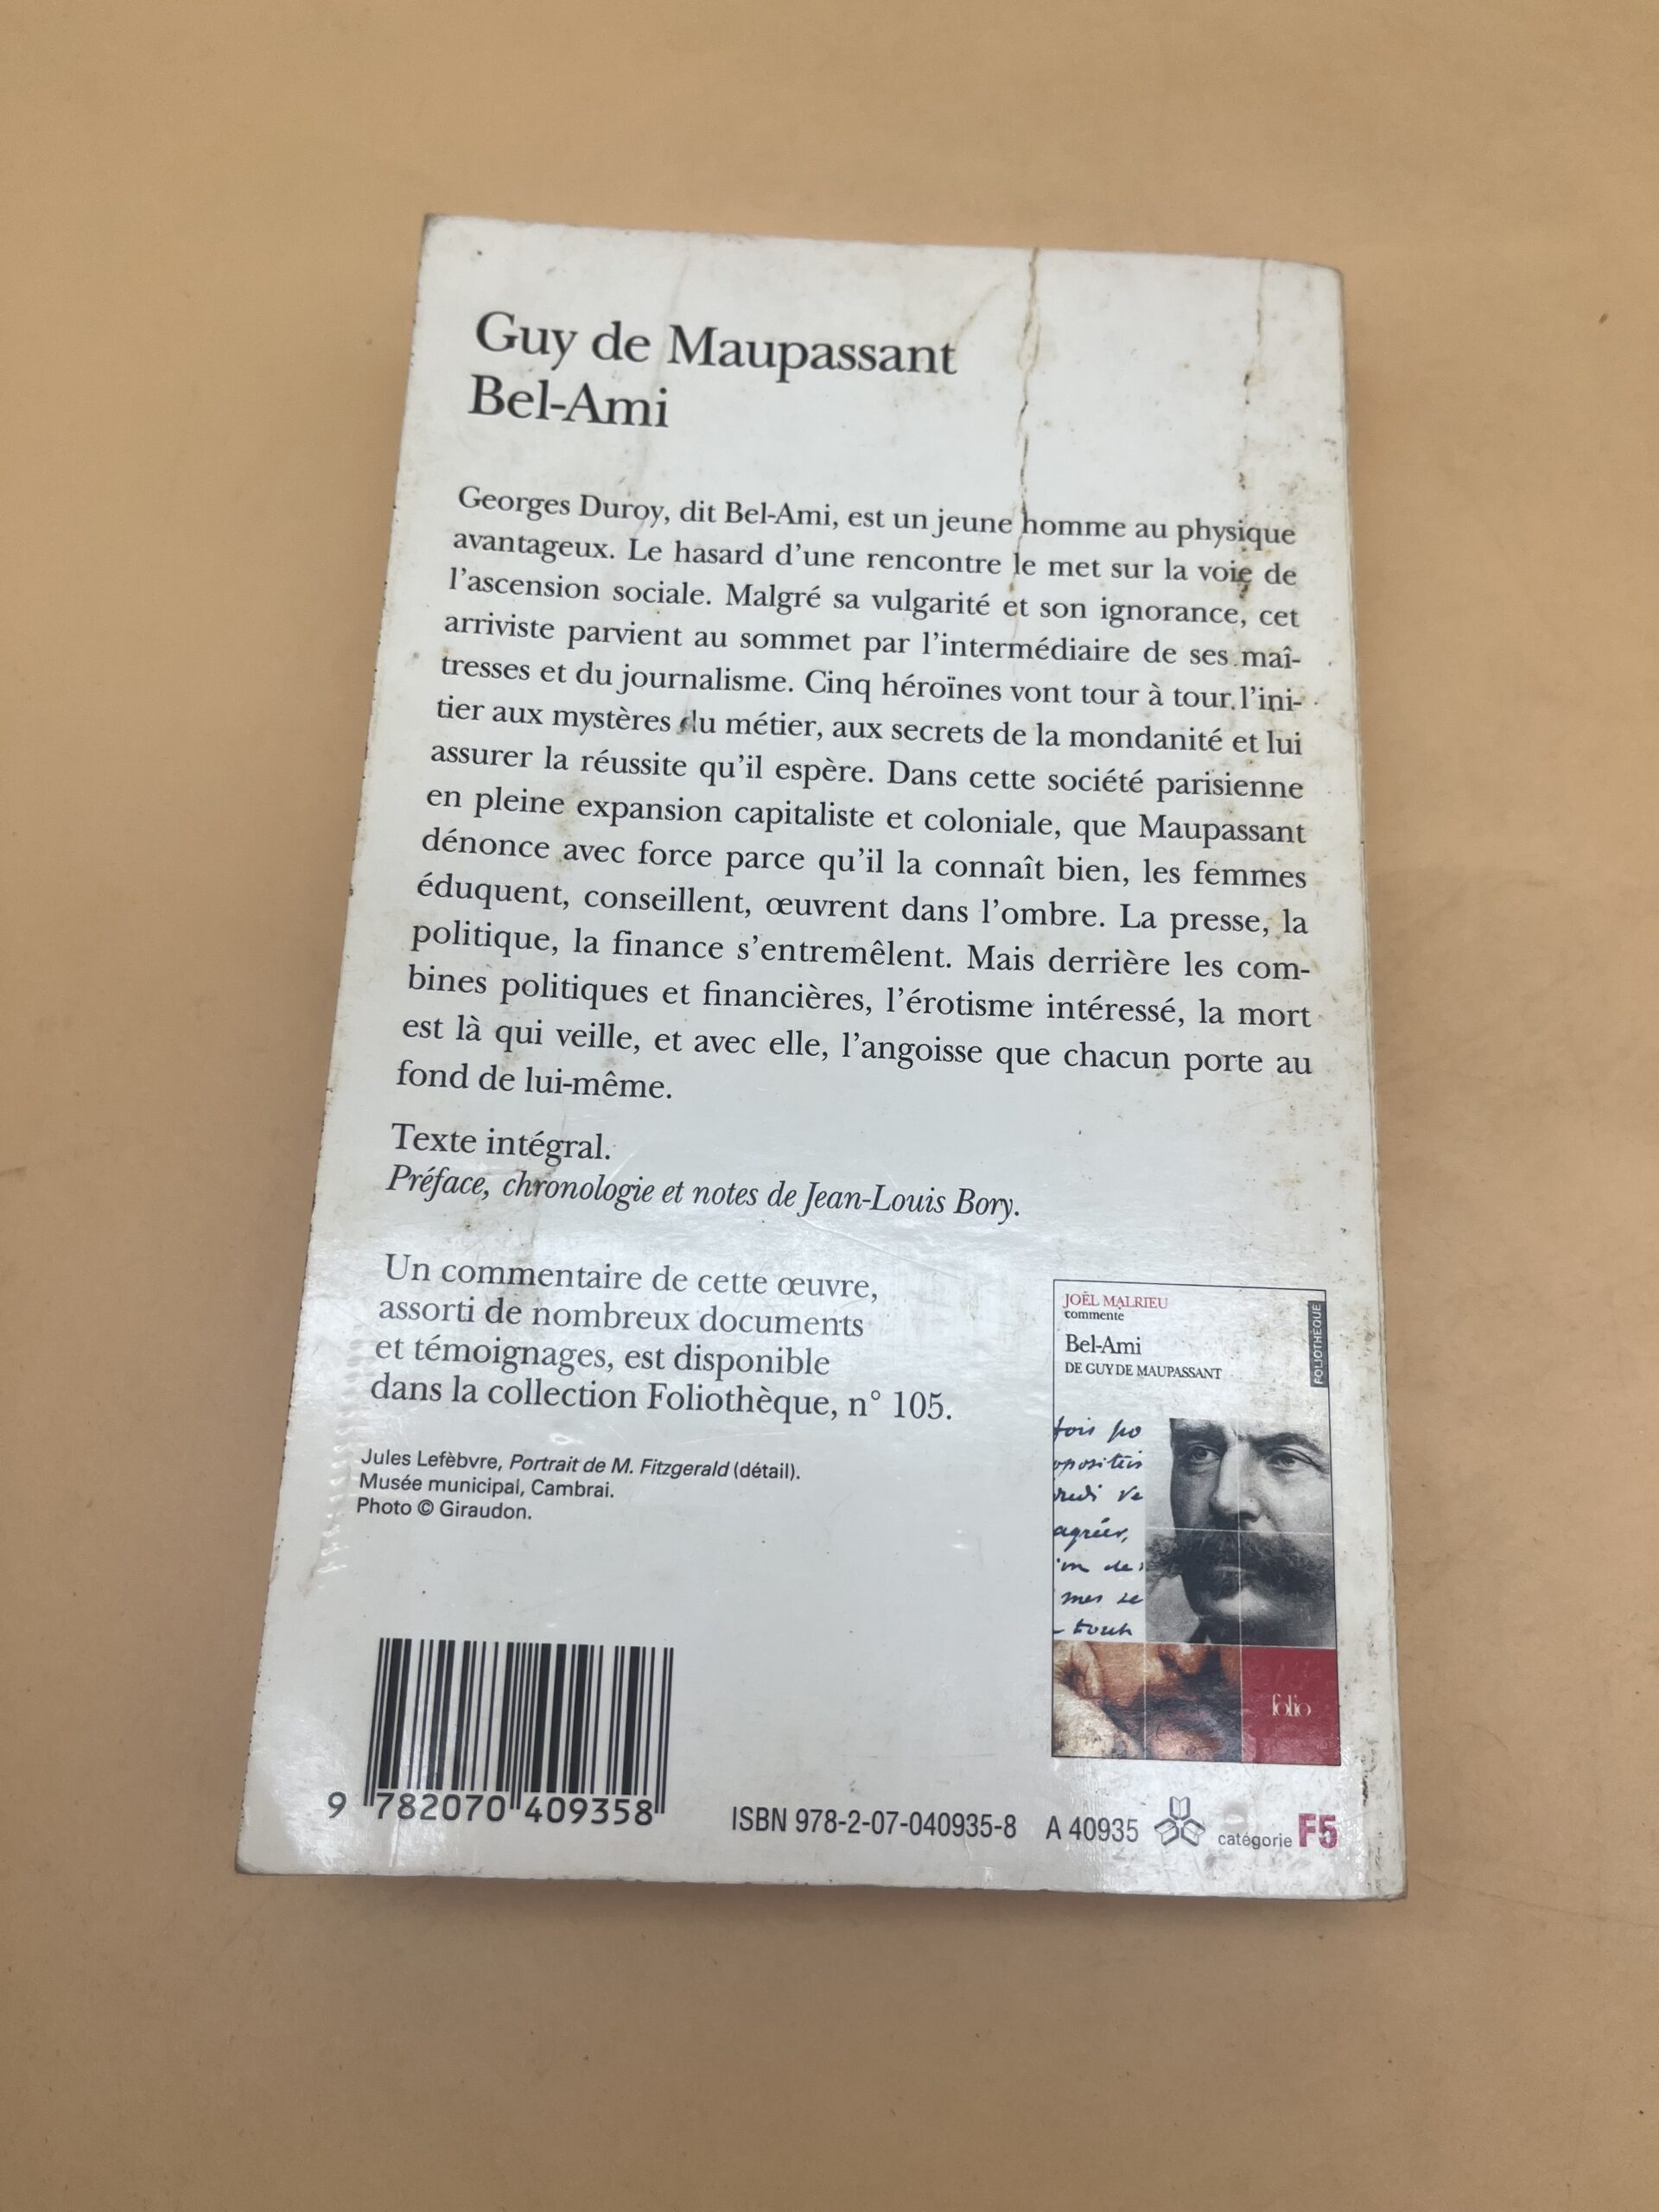 Guy de Maupassant
Bel-Ami
Georges Duroy, dit Bel-Ami, est un jeune homme au physique
avantageux. Le hasard d'une rencontre le met sur la voie de
l'ascension sociale. Malgré sa vulgarité et son ignorance, cet
arriviste parvient au sommet par l'intermédiaire de ses maî-
tresses et du journalisme. Cinq héroïnes vont tour à tour l'ini-
tier aux mystères du métier, aux secrets de la mondanité et lui
assurer la réussite qu'il espère. Dans cette société parisienne
en pleine expansion capitaliste et coloniale, que Maupassant
dénonce avec force parce qu'il la connaît bien, les femmes
éduquent, conseillent, œuvrent dans l'ombre. La presse, la
politique, la finance s'entremêlent. Mais derrière les com-
bines politiques et financières, l'érotisme intéressé, la mort
est là qui veille, et avec elle, l'angoisse que chacun porte au
fond de lui-même.
Texte intégral.
Préface, chronologie et notes de Jean-Louis Bory.
Un commentaire de cette œuvre,
assorti de nombreux documents
et témoignages, est disponible
dans la collection Foliothèque, n° 105.
Jules Lefèbvre, Portrait de M. Fitzgerald (détail).
Musée municipal, Cambrai.
Photo © Giraudon.
JOËL MALRIEU
commente
Bel-Ami
DE GUY DE MAUPASSANT
FOLIOTHÈQUE
fois po
agréer,
mes se
folio
9 782070 409358
ISBN 978-2-07-040935-8 A 40935 catégorie F5